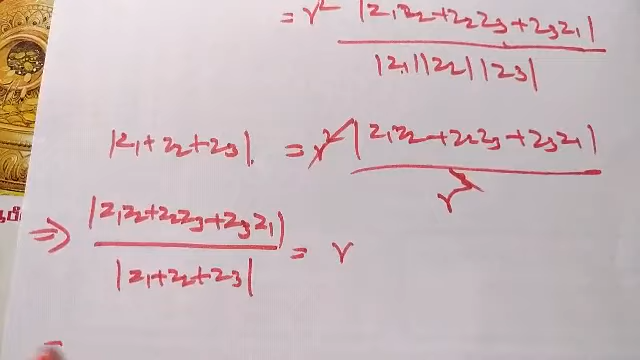 = r² |z₁z₂+z₂z₃+z₃z₁| / |z₁||z₂||z₃|
|z₁+z₂+z₃| = r² |z₁z₂+z₂z₃+z₃z₁| / r³
⇒ |z₁z₂+z₂z₃+z₃z₁| / |z₁+z₂+z₃| = r